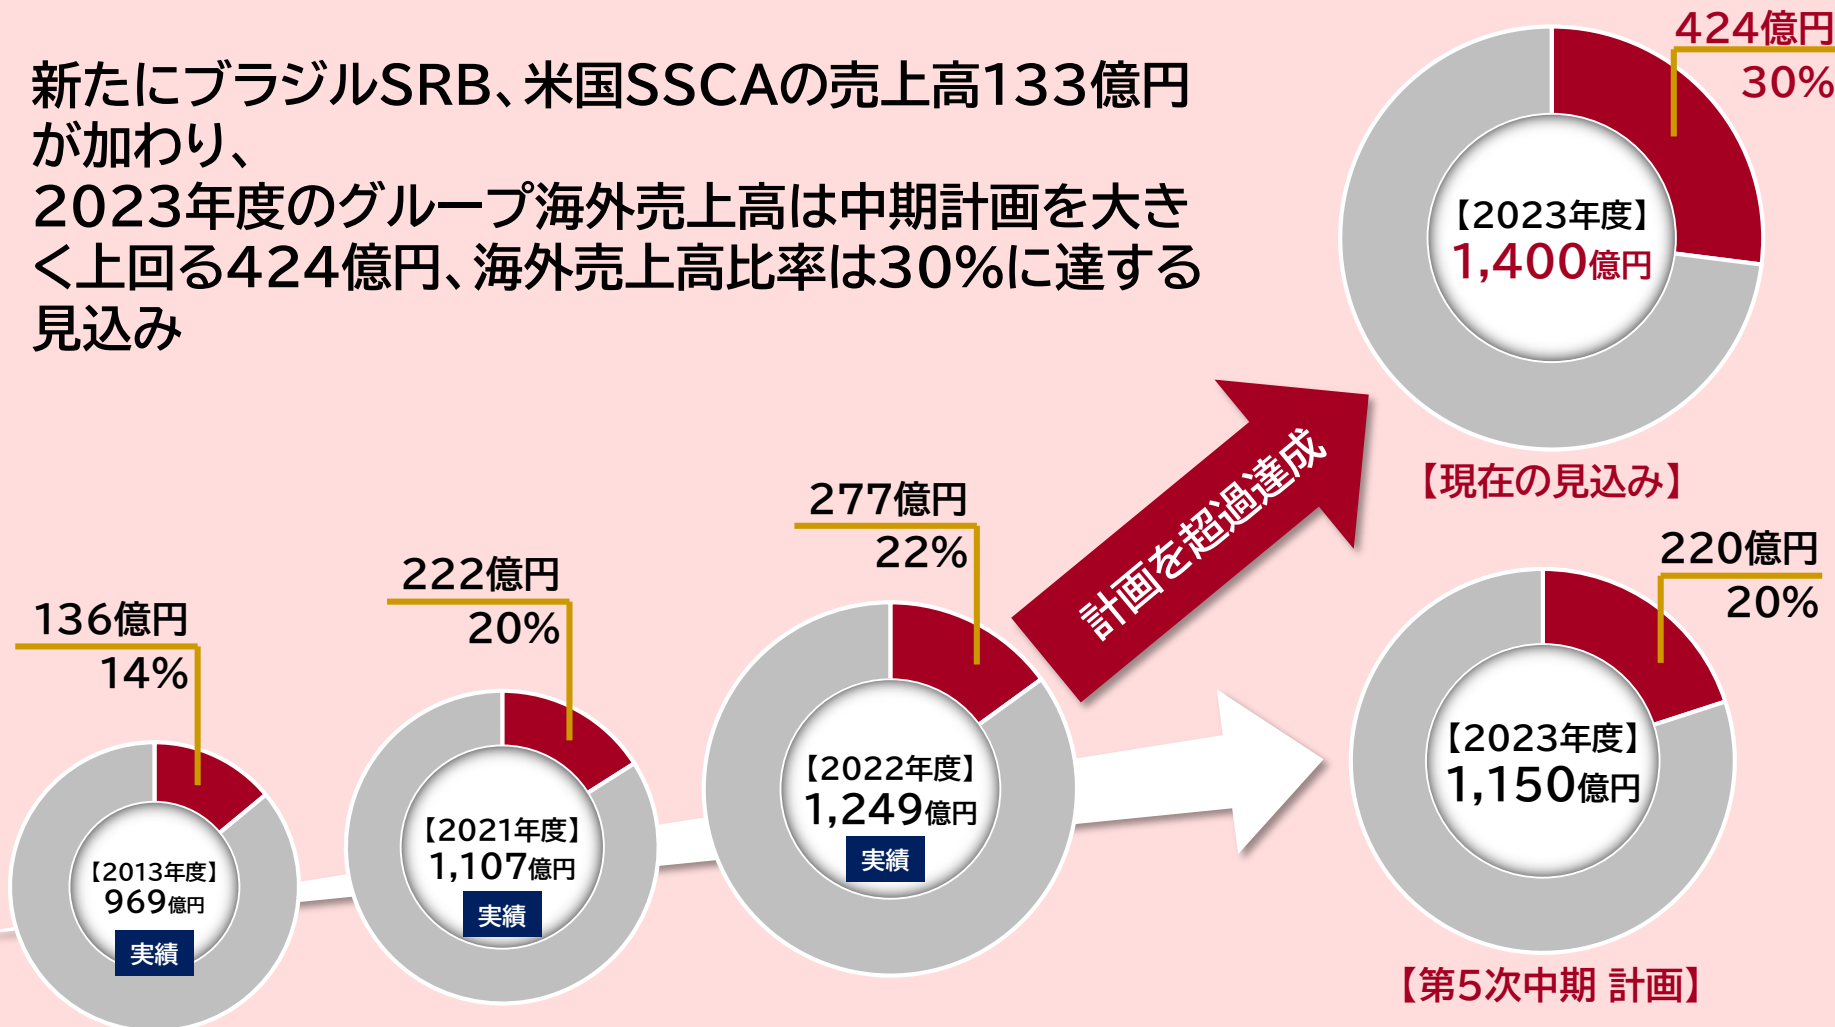 新たにブラジルSRB、米国SSCAの売上高133億円
が加わり、
2023年度のグループ海外売上高は中期計画を大き
く上回る424億円、海外売上高比率は30%に達する
見込み
424億円
30%
【2023年度】
1,400億円
【現在の見込み】
計画を超過達成
136億円
14%
【2013年度】
969億円
実績
222億円
20%
【2021年度】
1,107億円
実績
277億円
22%
【2022年度】
1,249億円
実績
220億円
20%
【2023年度】
1,150億円
【第5次中期 計画】